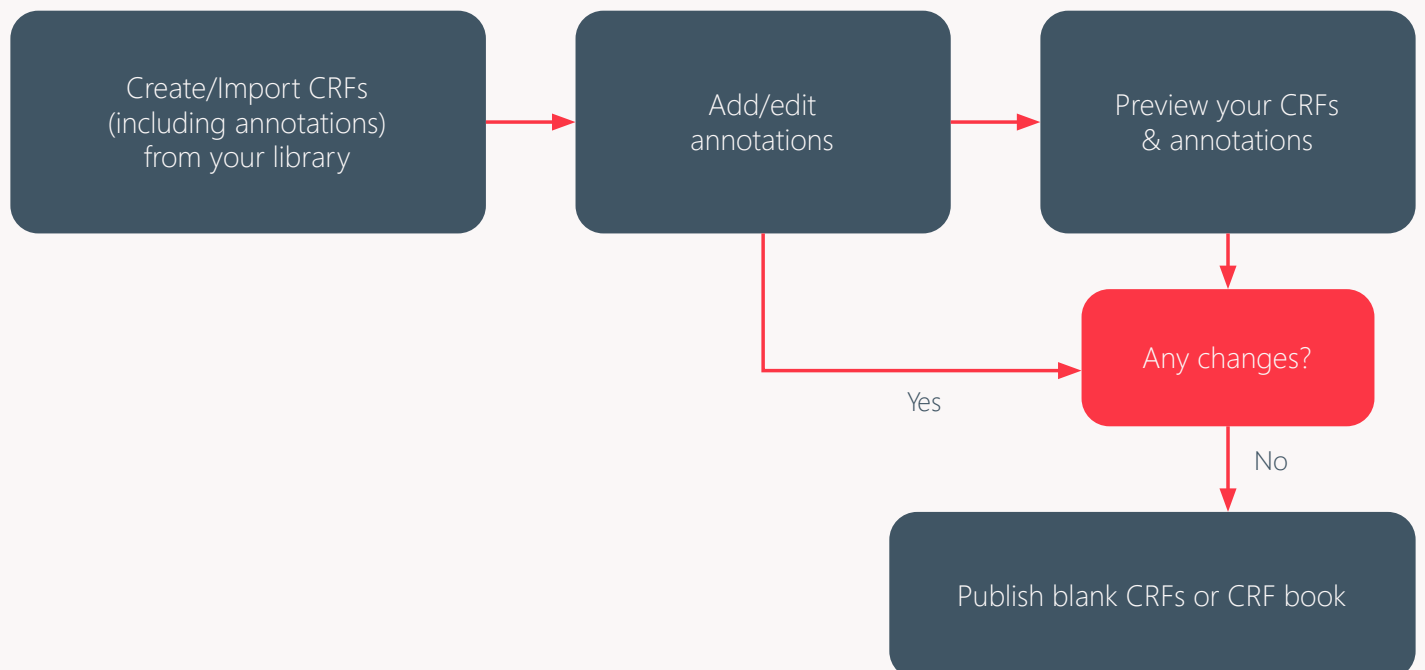 Create/Import CRFs
(including annotations)
from your library
Add/edit
annotations
Preview your CRFs
& annotations
Any changes?
Yes
No
Publish blank CRFs or CRF book